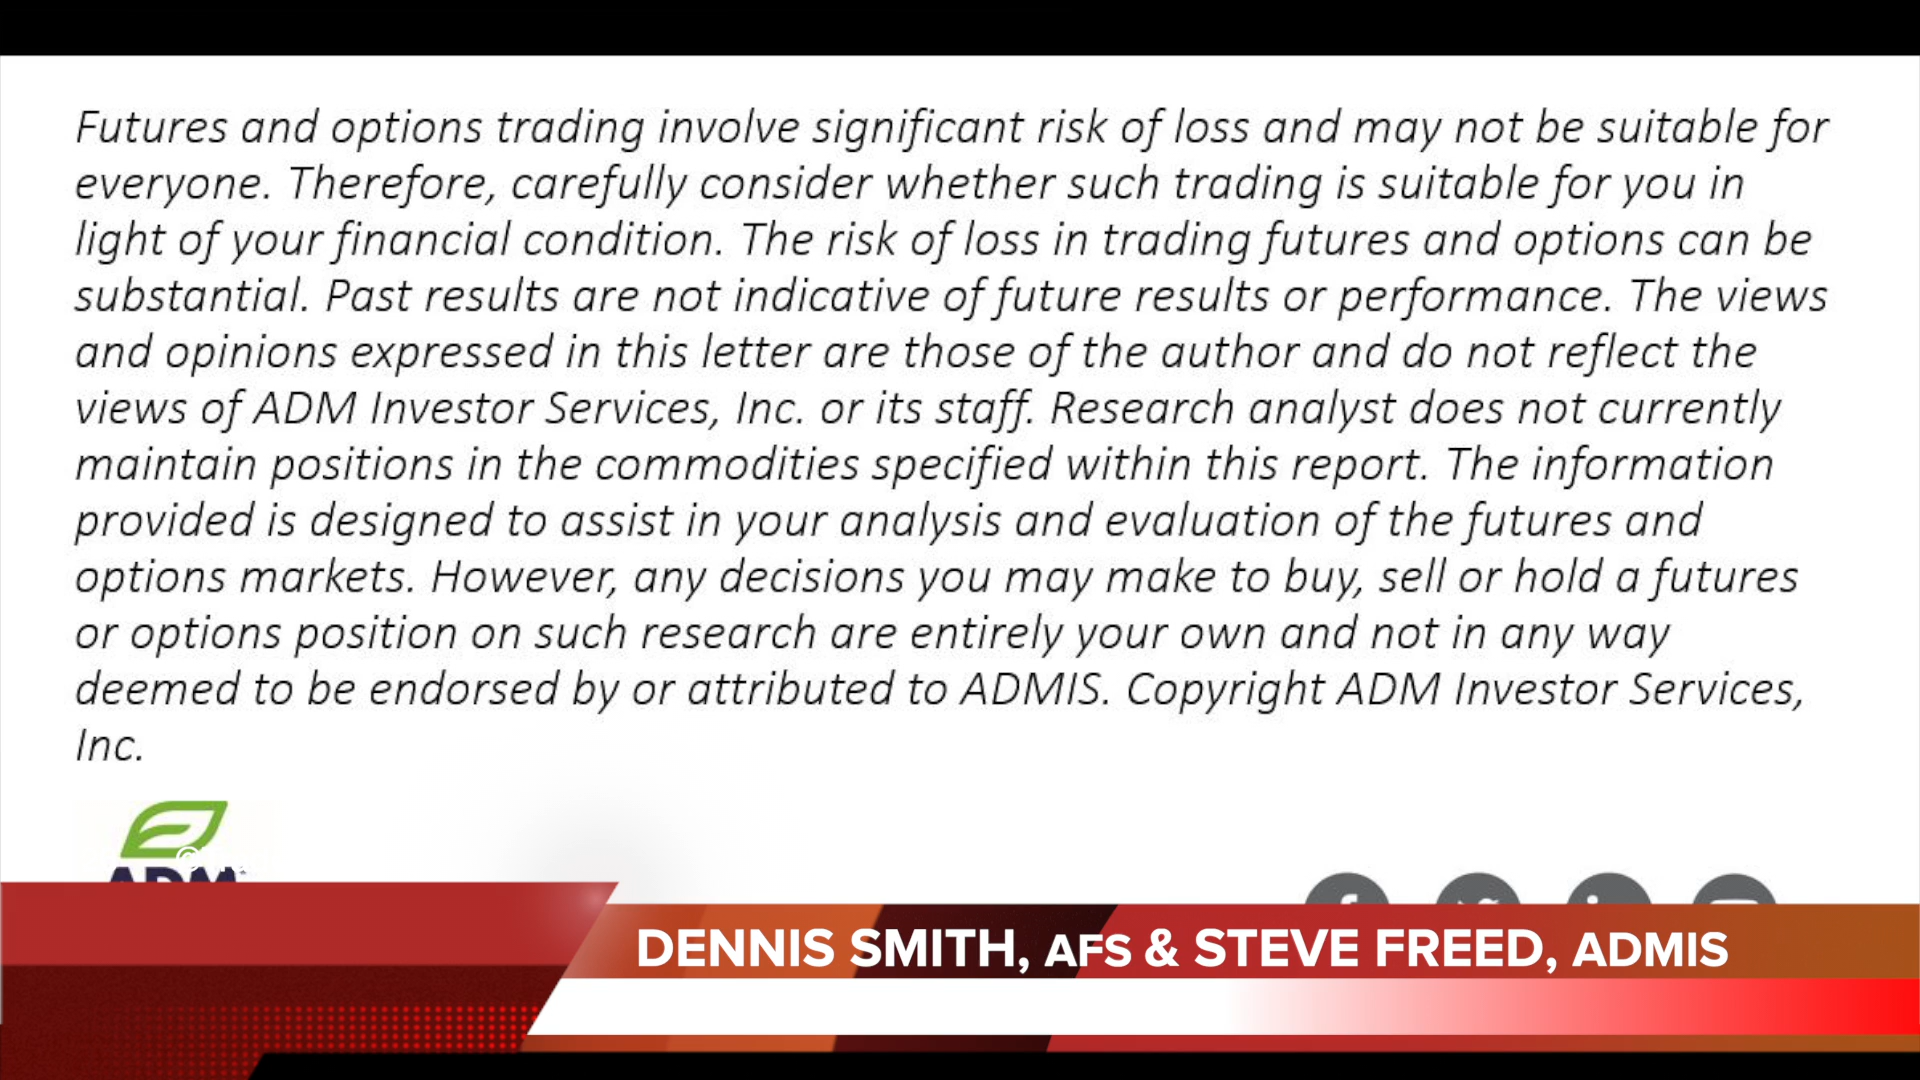 Futures and options trading involve significant risk of loss and may not be suitable for
everyone. Therefore, carefully consider whether such trading is suitable for you in
light of your financial condition. The risk of loss in trading futures and options can be
substantial. Past results are not indicative of future results or performance. The views
and opinions expressed in this letter are those of the author and do not reflect the
views of ADM Investor Services, Inc. or its staff. Research analyst does not currently
maintain positions in the commodities specified within this report. The information
provided is designed to assist in your analysis and evaluation of the futures and
options markets. However, any decisions you may make to buy, sell or hold a futures
or options position on such research are entirely your own and not in any way
deemed to be endorsed by or attributed to ADMIS. Copyright ADM Investor Services,
Inc.
ADM
DENNIS SMITH, AFS & STEVE FREED, ADMIS